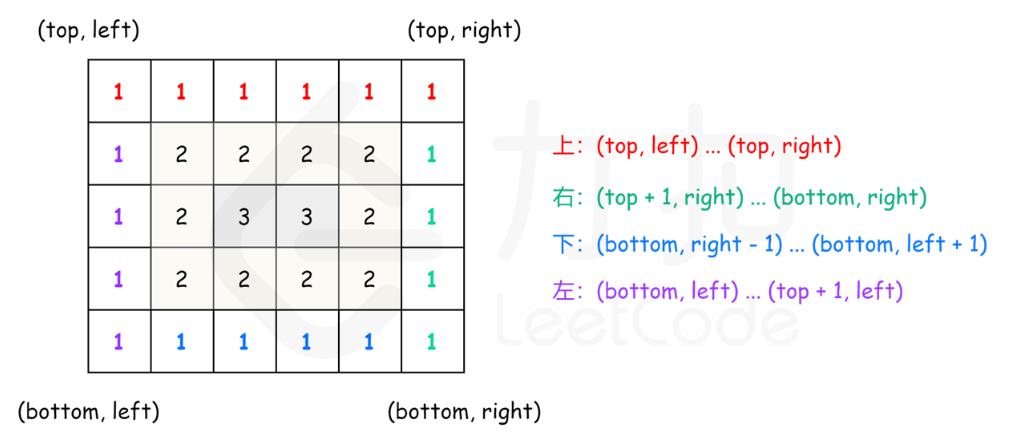 (top, left) (top, right)
1 1 1 1 1 1
1 2 2 2 2 1
1 2 3 3 2 1
1 2 2 2 2 1
1 1 1 1 1 1
(bottom, left) (bottom, right)
上：(top, left) ... (top, right)
右：(top + 1, right) ... (bottom, right)
下：(bottom, right - 1) ... (bottom, left + 1)
左：(bottom, left) ... (top + 1, left)
力扣
LeetCode